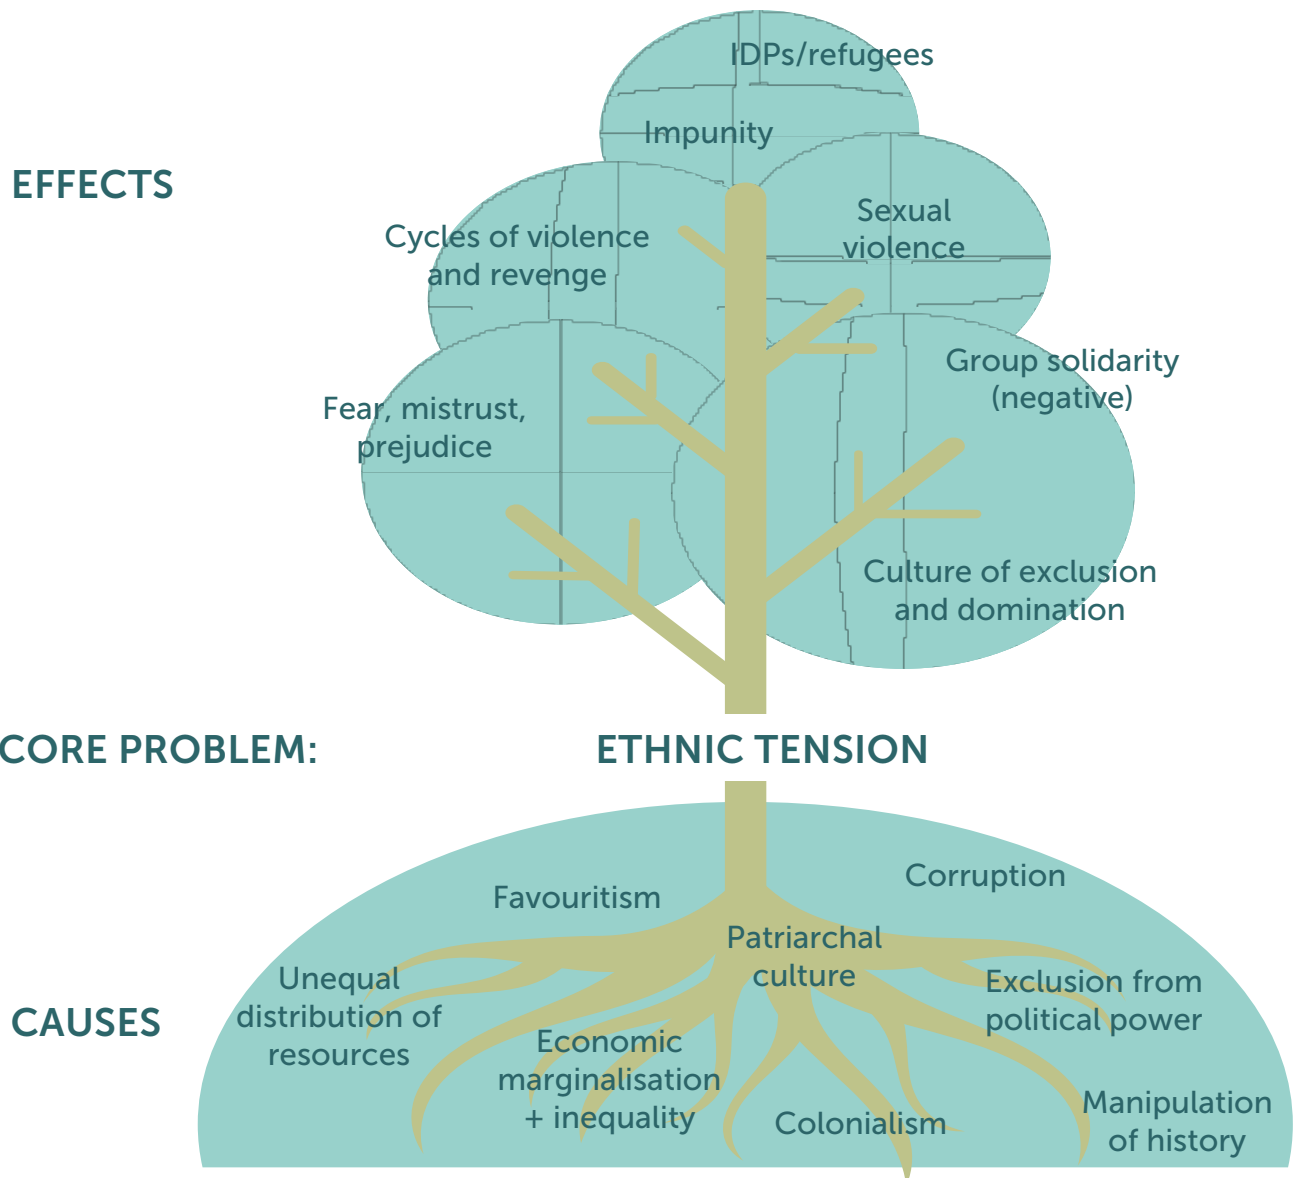 IDPs/refugees
Impunity
EFFECTS
Sexual
violence
Cycles of violence
and revenge
Group solidarity
(negative)
Fear, mistrust,
prejudice
Culture of exclusion
and domination
CORE PROBLEM:
ETHNIC TENSION
Corruption
Favouritism
Patriarchal
culture
Unequal
distribution of
resources
Exclusion from
political power
CAUSES
Economic
marginalisation
+ inequality
Colonialism
Manipulation
of history